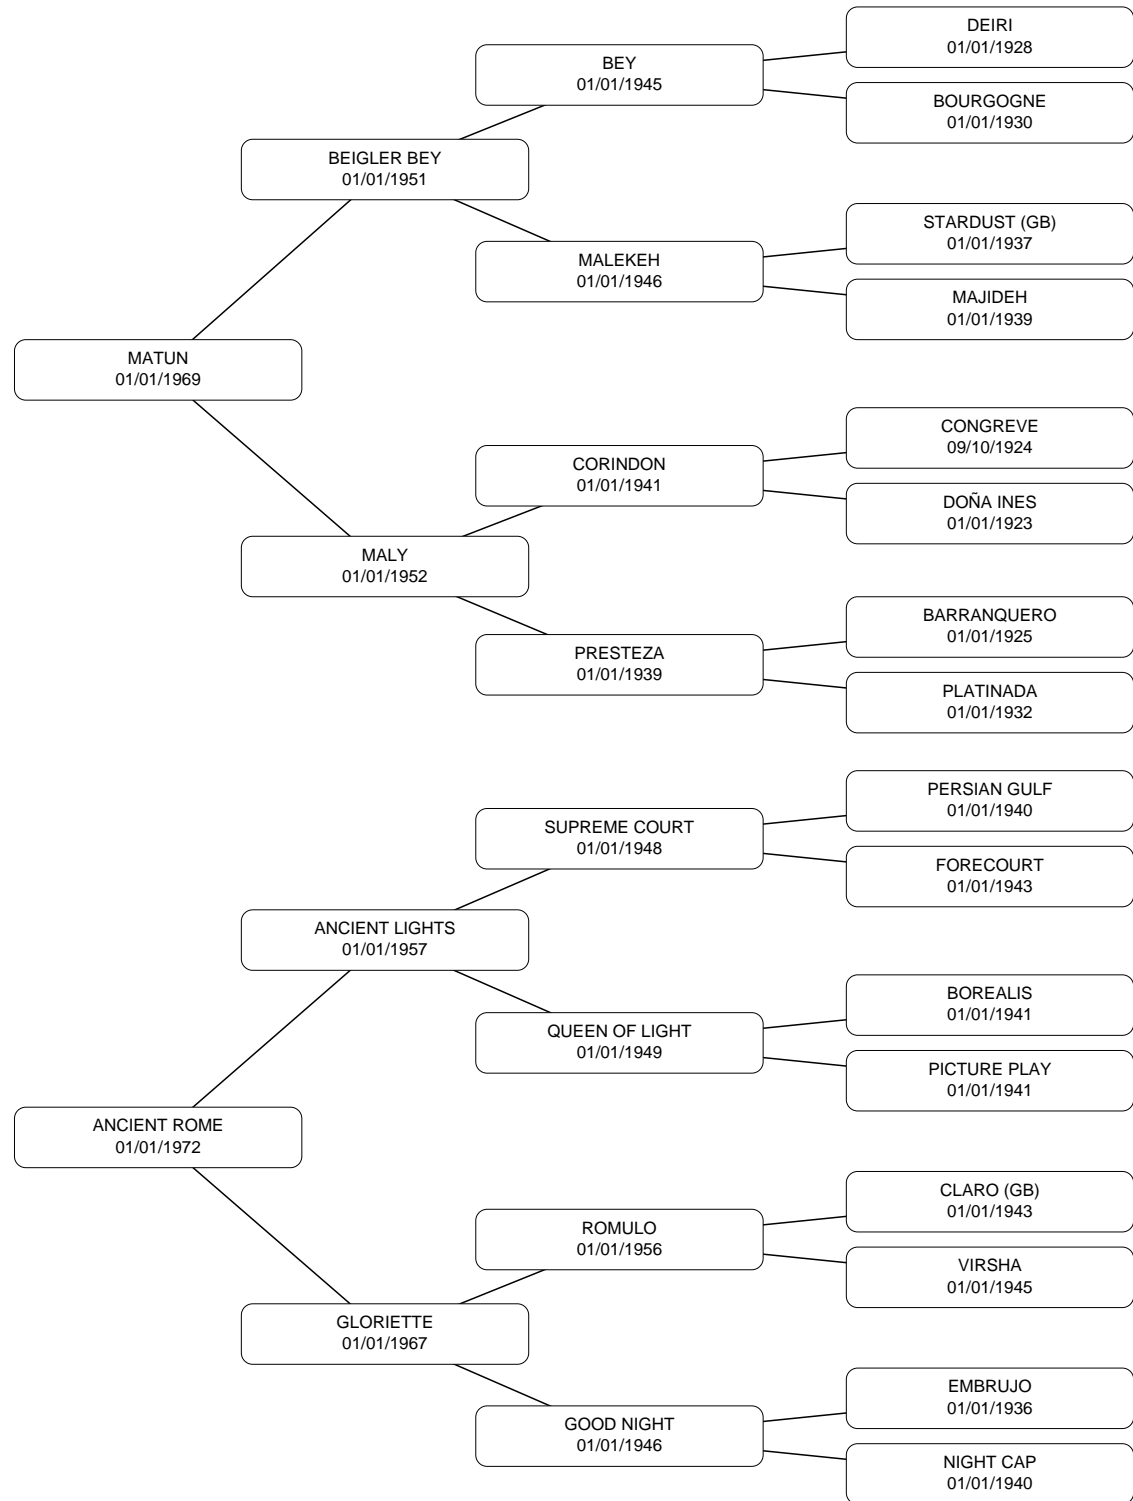 DEIRI
01/01/1928
BEY
01/01/1945
BOURGOGNE
01/01/1930
BEIGLER BEY
01/01/1951
STARDUST (GB)
01/01/1937
MALEKEH
01/01/1946
MAJIDEH
01/01/1939
MATUN
01/01/1969
CONGREVE
09/10/1924
CORINDON
01/01/1941
DOÑA INES
01/01/1923
MALY
01/01/1952
BARRANQUERO
01/01/1925
PRESTEZA
01/01/1939
PLATINADA
01/01/1932
PERSIAN GULF
01/01/1940
SUPREME COURT
01/01/1948
FORECOURT
01/01/1943
ANCIENT LIGHTS
01/01/1957
BOREALIS
01/01/1941
QUEEN OF LIGHT
01/01/1949
PICTURE PLAY
01/01/1941
ANCIENT ROME
01/01/1972
CLARO (GB)
01/01/1943
ROMULO
01/01/1956
VIRSHA
01/01/1945
GLORIETTE
01/01/1967
EMBRUJO
01/01/1936
GOOD NIGHT
01/01/1946
NIGHT CAP
01/01/1940